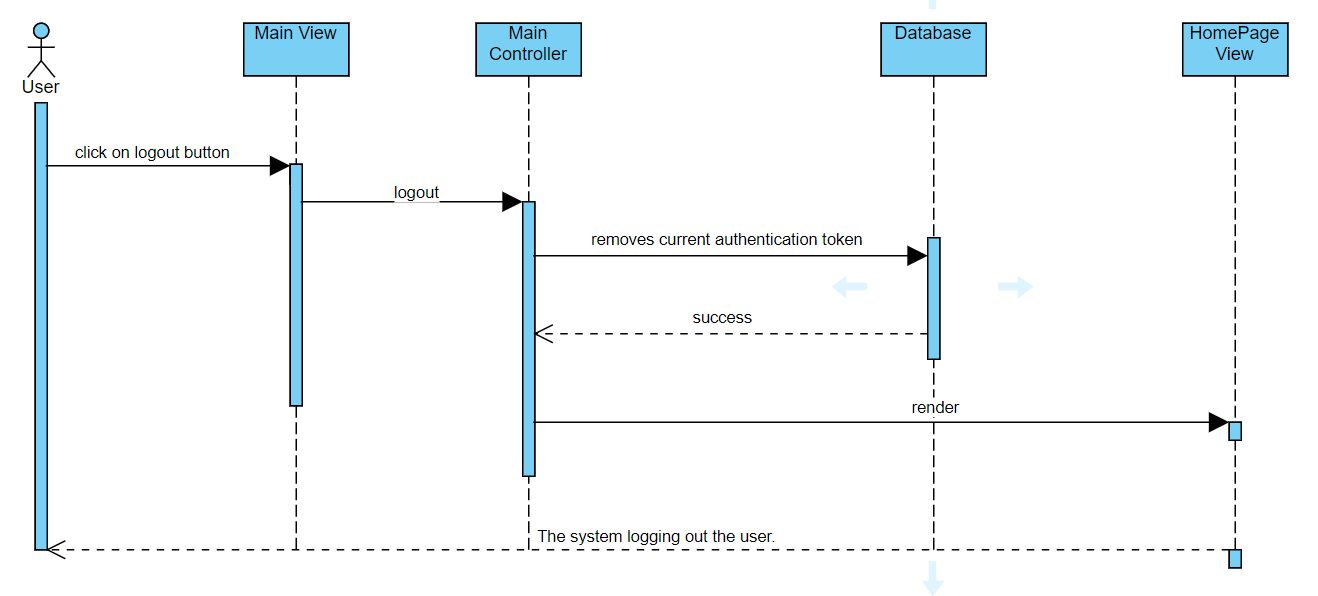 User
Main View
Main
Controller
Database
HomePage
View
click on logout button
logout
removes current authentication token
success
render
The system logging out the user.